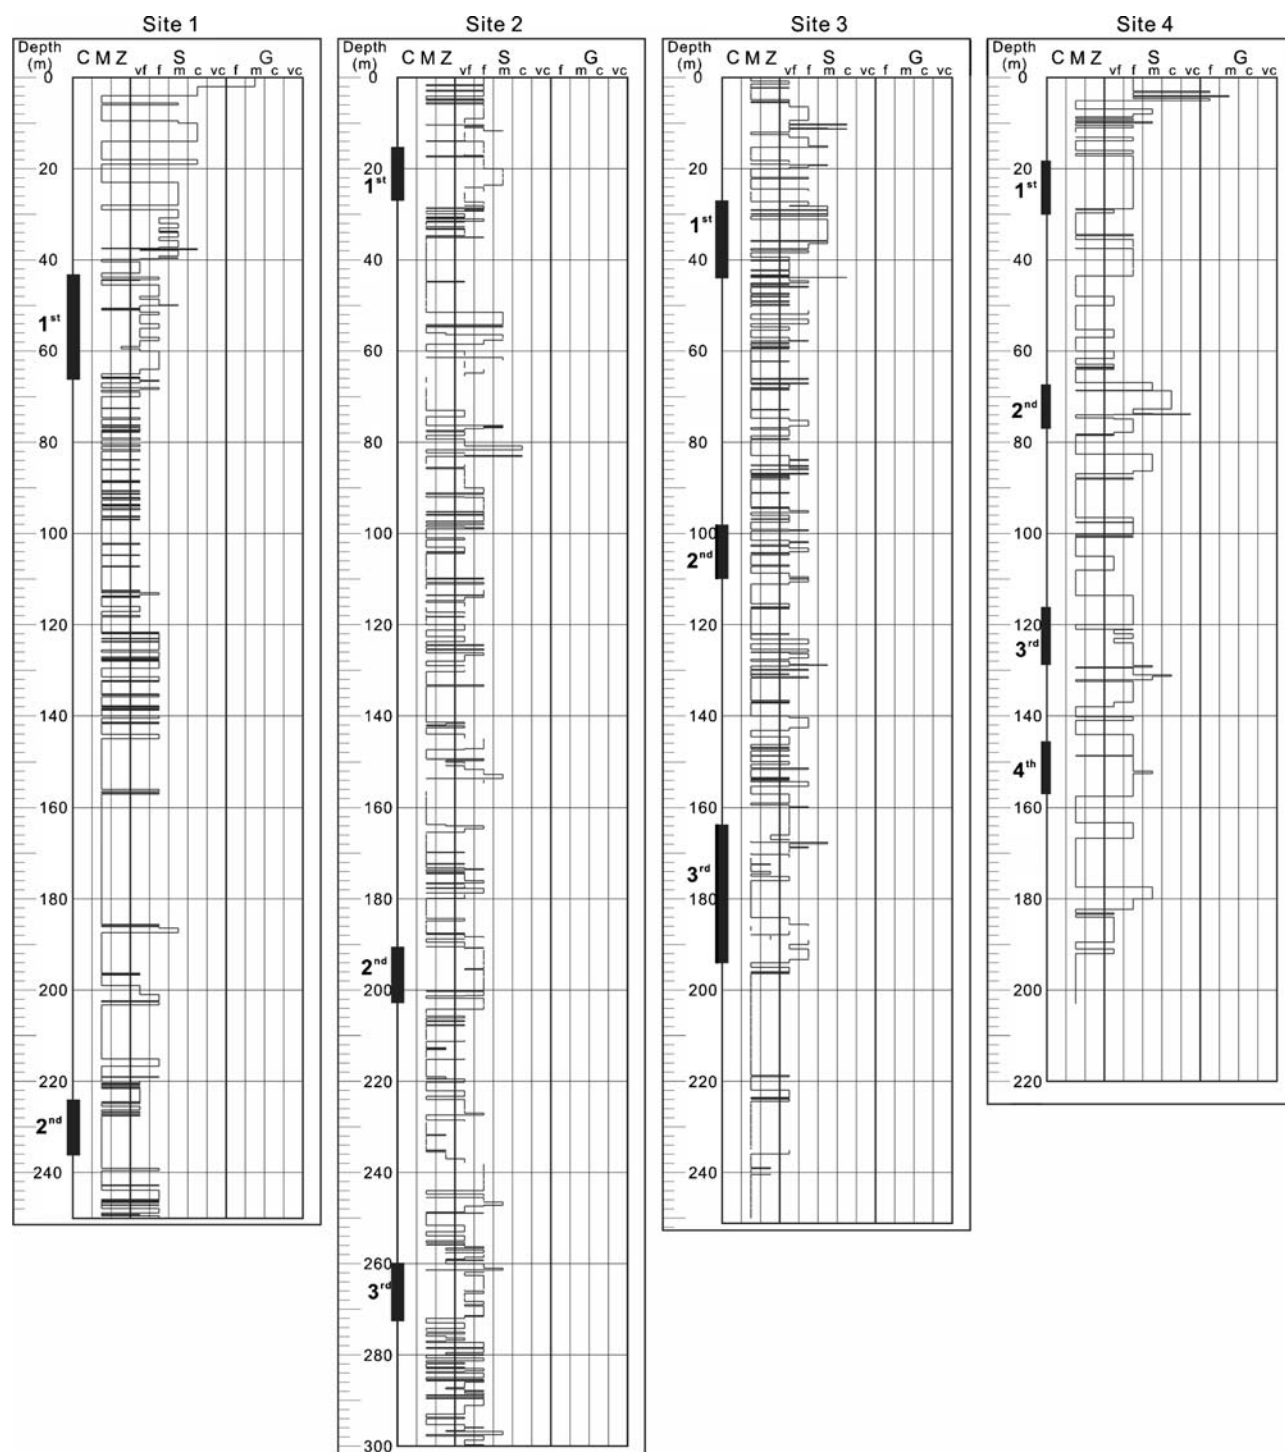 Site 1
Depth
(m)
C M Z S G
vf f m c vc f m c vc
0
20
40
1st
60
80
100
120
140
160
180
200
220
2nd
240
Site 2
Depth
(m)
C M Z S G
vf f m c vc f m c vc
0
20
1st
40
60
80
100
120
140
160
180
2nd
200
220
240
260
3rd
280
300
Site 3
Depth
(m)
C M Z S G
vf f m c vc f m c vc
0
20
1st
40
60
80
100
2nd
120
140
160
3rd
180
200
220
240
Site 4
Depth
(m)
C M Z S G
vf f m c vc f m c vc
0
20
1st
40
60
2nd
80
100
120
3rd
140
4th
160
180
200
220